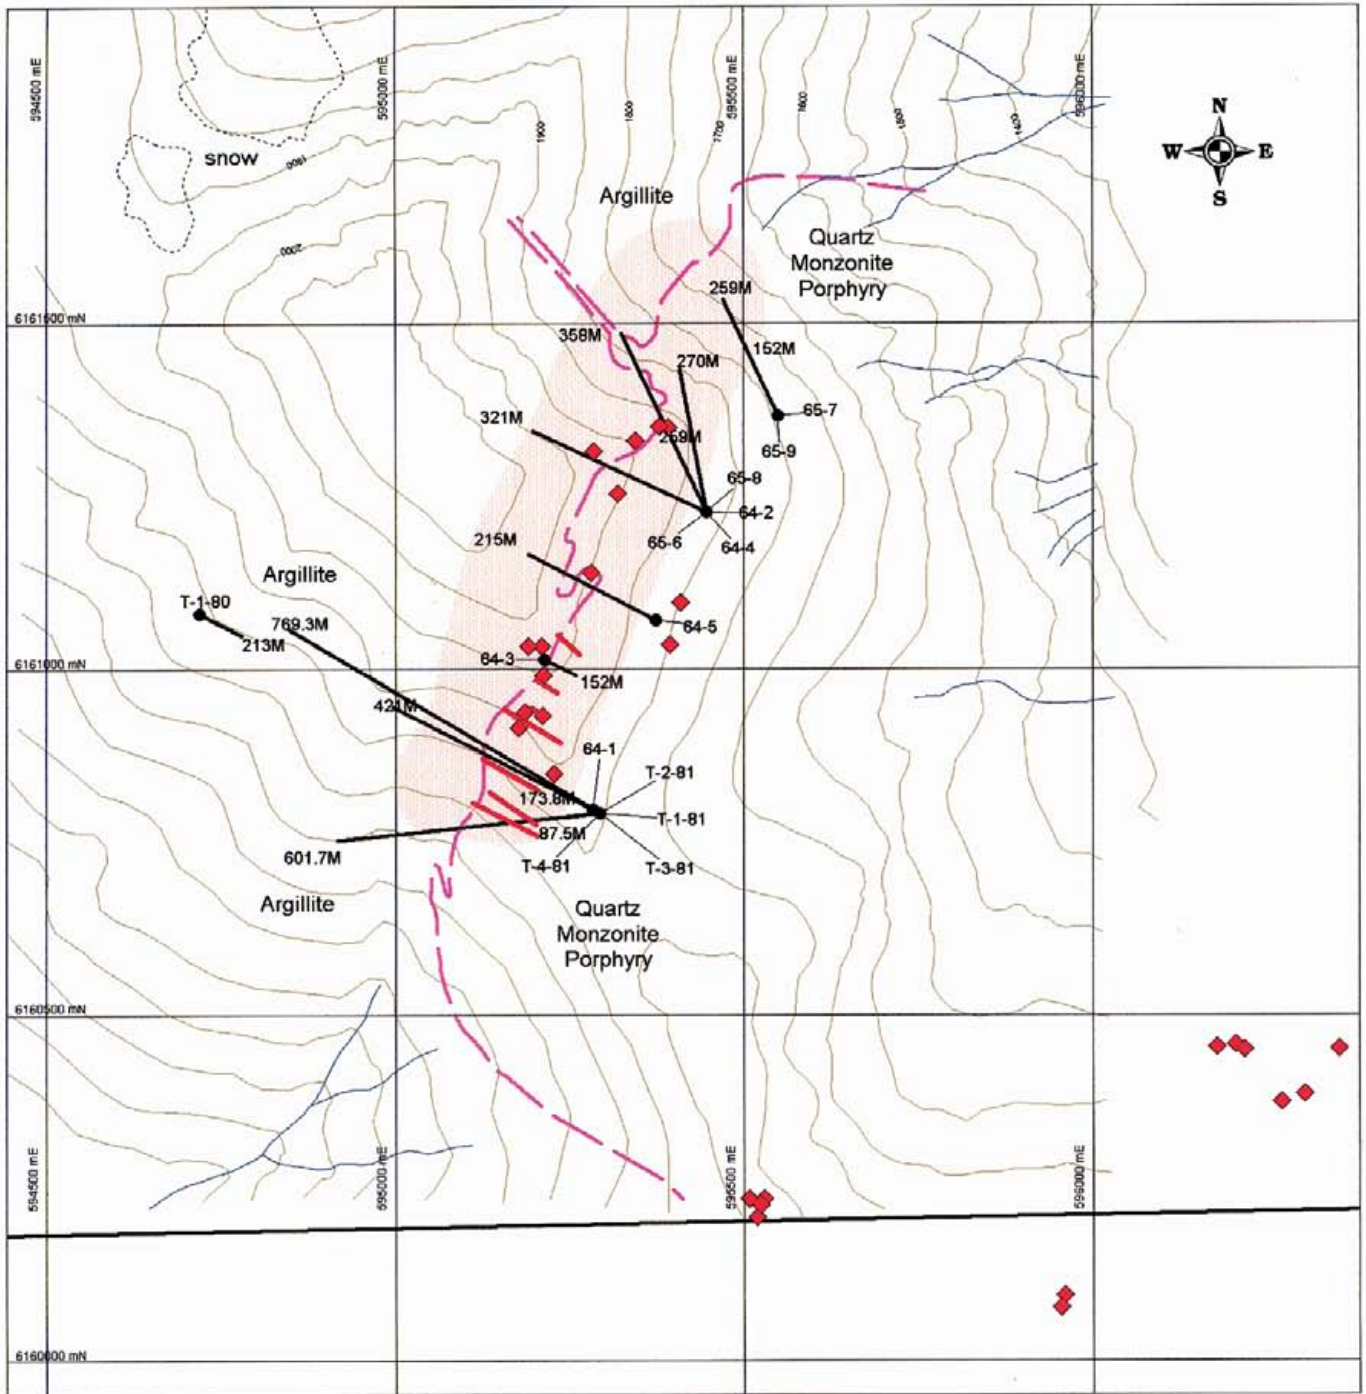 594500 mE
595000 mE
595500 mE
596000 mE
1900
1800
1700
1600
1500
1400
N
W E
S
snow
1900
Argillite
Quartz
Monzonite
Porphyry
2000
259M
6161500 mN
358M
152M
270M
321M
65-7
259M
65-9
65-8
64-2
65-6
64-4
215M
Argillite
T-1-80
769.3M
64-5
213M
64-3
6161000 mN
152M
421M
64-1
T-2-81
173.8M
T-1-81
87.5M
601.7M
T-4-81
T-3-81
Argillite
Quartz
Monzonite
Porphyry
6160500 mN
594500 mE
595000 mE
595500 mE
596000 mE
6160000 mN